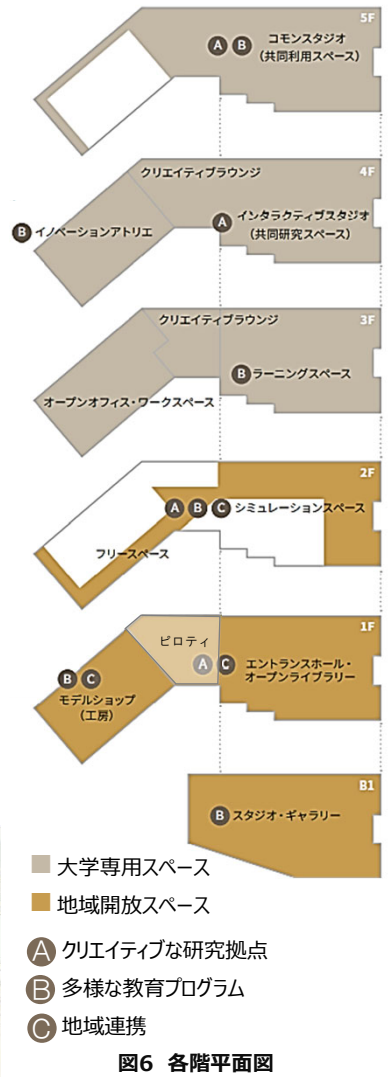 5F
A B コモンスタジオ
(共同利用スペース)
4F
クリエイティブラウンジ
B イノベーションアトリエ
A インタラクティブスタジオ
(共同研究スペース)
3F
クリエイティブラウンジ
B ラーニングスペース
オープンオフィス・ワークスペース
2F
A B C シミュレーションスペース
フリースペース
1F
ピロティ
A C エントランスホール・
オープンライブラリー
B C
モデルショップ
(工房)
B1
B スタジオ・ギャラリー
大学専用スペース
地域開放スペース
A クリエイティブな研究拠点
B 多様な教育プログラム
C 地域連携
図6 各階平面図